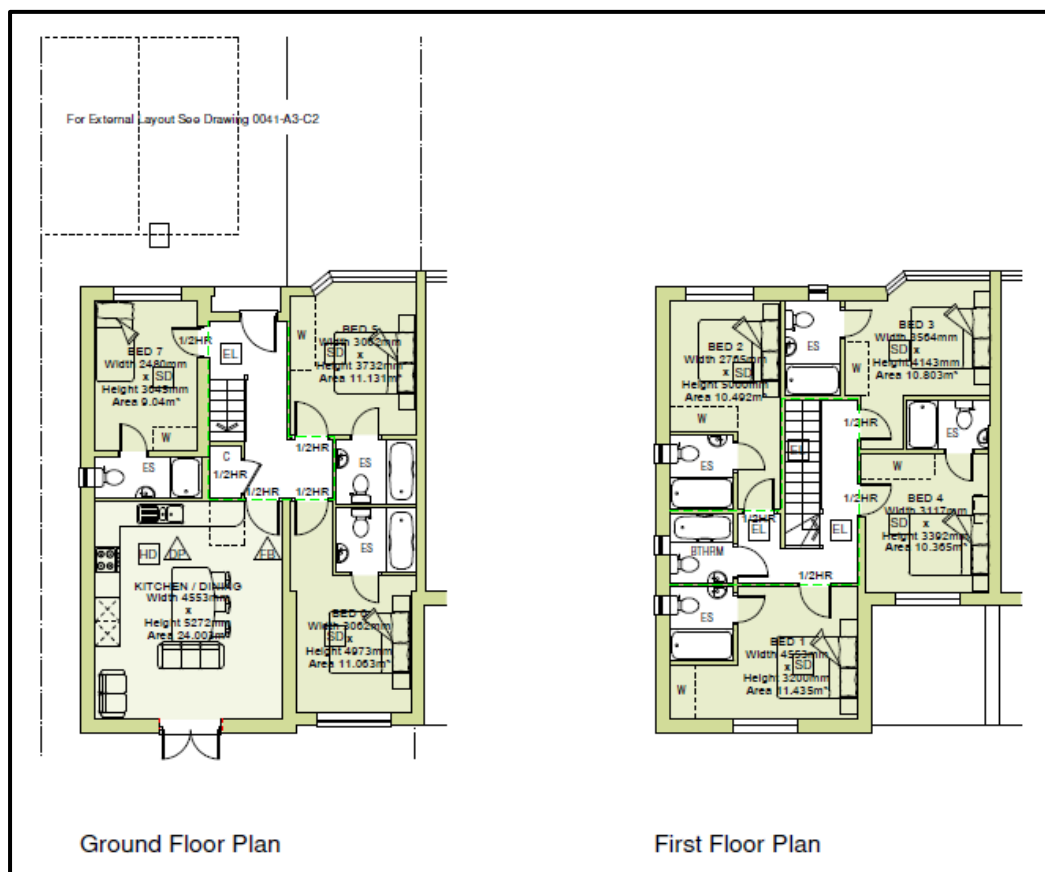 For External Layout See Drawing 0041-A3-C2
BED 7
Width 2480mm
x
Height 3645mm
Area 9.04m²
SD
W
ES
1/2HR
EL
C
1/2HR
1/2HR
1/2HR
1/2HR
BED 5
Width 3062mm
x
Height 3732mm
Area 11.131m²
SD
W
ES
ES
HD
DP
FB
KITCHEN / DINING
Width 4553mm
x
Height 5272mm
Area 24.003m²
BED 6
Width 3062mm
x
Height 4973mm
Area 11.063m²
SD
Ground Floor Plan
BED 2
Width 2765mm
x
Height 5060mm
Area 10.492m²
SD
W
ES
ES
BED 3
Width 3564mm
x
Height 4143mm
Area 10.803m²
SD
W
1/2HR
ES
EL
W
1/2HR
BED 4
Width 3117mm
x
Height 3392mm
Area 10.365m²
SD
1/2HR
EL
EL
BTHRM
1/2HR
ES
BED 1
Width 4553mm
x
Height 3200mm
Area 11.435m²
SD
W
First Floor Plan